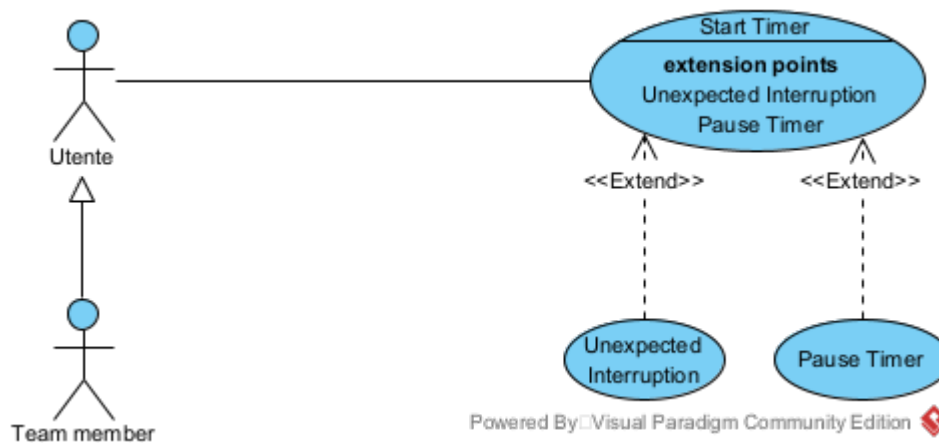 Start Timer
extension points
Unexpected Interruption
Pause Timer
Utente
<<Extend>>
<<Extend>>
Unexpected
Interruption
Pause Timer
Team member
Powered By Visual Paradigm Community Edition